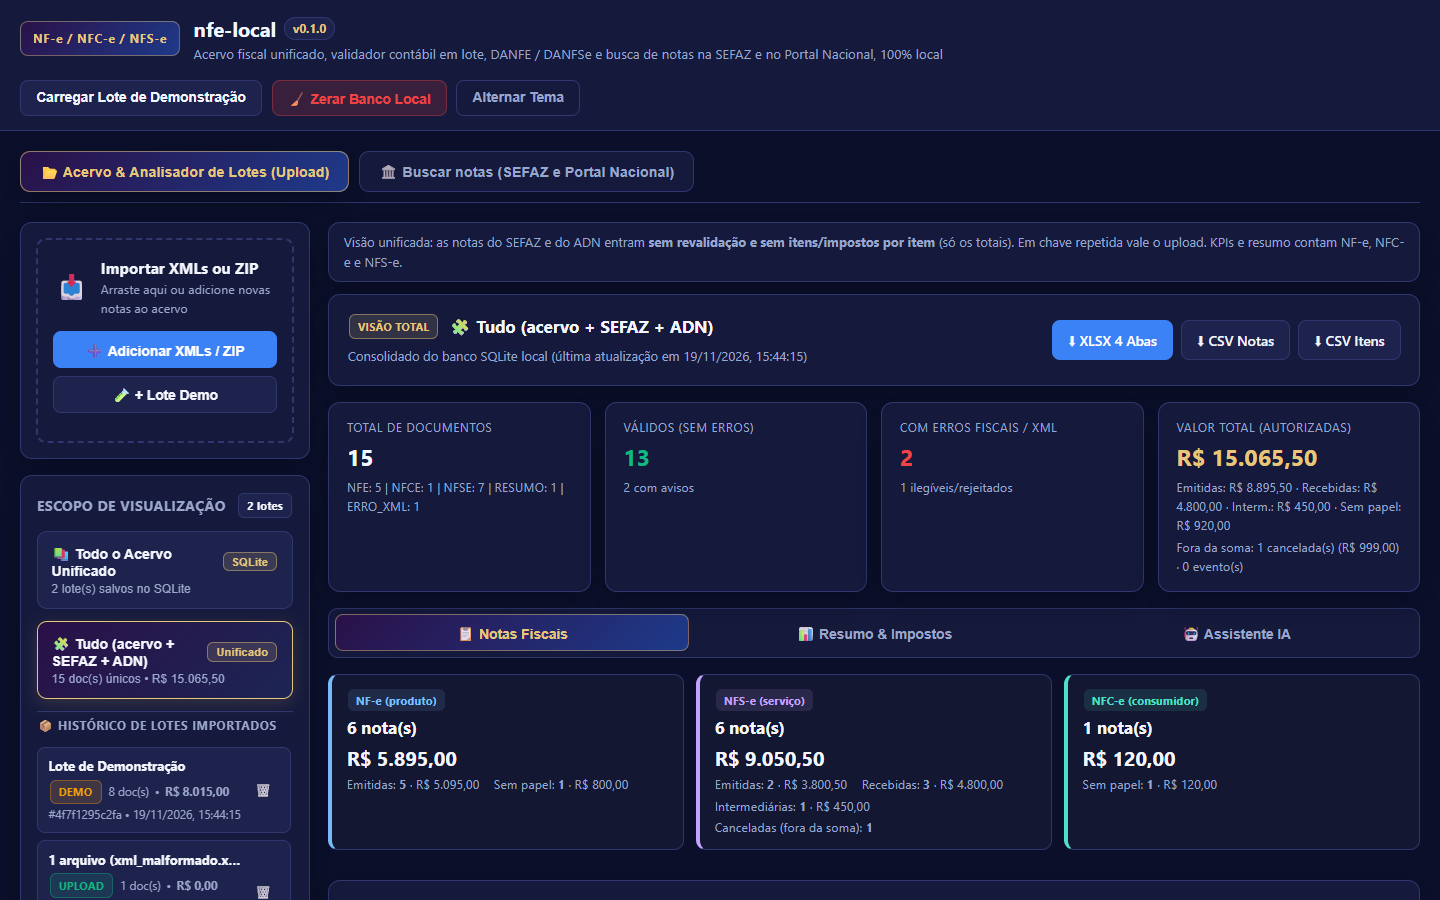 NF-e / NFC-e / NFS-e
nfe-local
v0.1.0
Acervo fiscal unificado, validador contábil em lote, DANFE / DANFSe e busca de notas na SEFAZ e no Portal Nacional, 100% local
Carregar Lote de Demonstração
Zerar Banco Local
Alternar Tema
Acervo & Analisador de Lotes (Upload)
Buscar notas (SEFAZ e Portal Nacional)
Importar XMLs ou ZIP
Arraste aqui ou adicione novas
notas ao acervo
Adicionar XMLs / ZIP
+ Lote Demo
ESCOPO DE VISUALIZAÇÃO
2 lotes
Todo o Acervo
Unificado
SQLite
2 lote(s) salvos no SQLite
Tudo (acervo +
SEFAZ + ADN)
Unificado
15 doc(s) únicos • R$ 15.065,50
HISTÓRICO DE LOTES IMPORTADOS
Lote de Demonstração
DEMO 8 doc(s) • R$ 8.015,00
#4f7f1295c2fa • 19/11/2026, 15:44:15
1 arquivo (xml_malformado.x...
UPLOAD 1 doc(s) • R$ 0,00
Visão unificada: as notas do SEFAZ e do ADN entram sem revalidação e sem itens/impostos por item (só os totais). Em chave repetida vale o upload. KPIs e resumo contam NF-e, NFC-
e e NFS-e.
VISÃO TOTAL
Tudo (acervo + SEFAZ + ADN)
Consolidado do banco SQLite local (última atualização em 19/11/2026, 15:44:15)
⬇ XLSX 4 Abas
⬇ CSV Notas
⬇ CSV Itens
TOTAL DE DOCUMENTOS
15
NFE: 5 | NFCE: 1 | NFSE: 7 | RESUMO: 1 |
ERRO_XML: 1
VÁLIDOS (SEM ERROS)
13
2 com avisos
COM ERROS FISCAIS / XML
2
1 ilegíveis/rejeitados
VALOR TOTAL (AUTORIZADAS)
R$ 15.065,50
Emitidas: R$ 8.895,50 · Recebidas: R$
4.800,00 · Interm.: R$ 450,00 · Sem papel:
R$ 920,00
Fora da soma: 1 cancelada(s) (R$ 999,00)
· 0 evento(s)
Notas Fiscais
Resumo & Impostos
Assistente IA
NF-e (produto)
6 nota(s)
R$ 5.895,00
Emitidas: 5 · R$ 5.095,00 Sem papel: 1 · R$ 800,00
NFS-e (serviço)
6 nota(s)
R$ 9.050,50
Emitidas: 2 · R$ 3.800,50 Recebidas: 3 · R$ 4.800,00
Intermediárias: 1 · R$ 450,00
Canceladas (fora da soma): 1
NFC-e (consumidor)
1 nota(s)
R$ 120,00
Sem papel: 1 · R$ 120,00